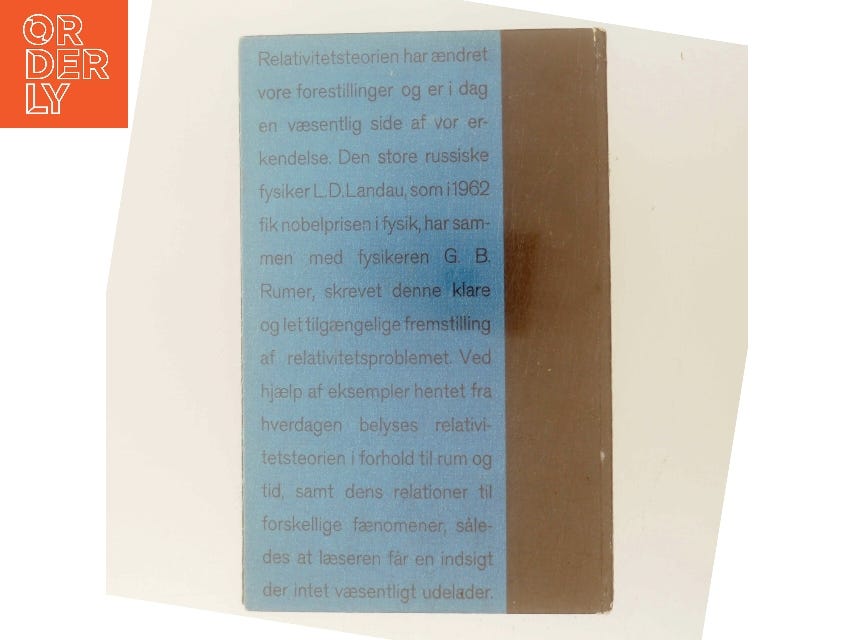 OR
DER
LY
Relativitetsteorien har ændret
vore forestillinger og er i dag
en væsentlig side af vor er-
kendelse. Den store russiske
fysiker L.D.Landau, som i 1962
fik nobelprisen i fysik, har sam-
men med fysikeren G. B.
Rumer, skrevet denne klare
og let tilgængelige fremstilling
af relativitetsproblemet. Ved
hjælp af eksempler hentet fra
hverdagen belyses relativi-
tetsteorien i forhold til rum og
tid, samt dens relationer til
forskellige fænomener, såle-
des at læseren får en indsigt
der intet væsentligt udelader.